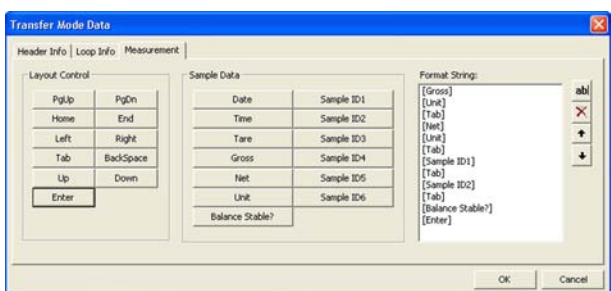 Transfer Mode Data
Header Info Loop Info Measurement
Layout Control
PgUp PgDn
Home End
Left Right
Tab BackSpace
Up Down
Enter
Sample Data
Date Sample ID1
Time Sample ID2
Tare Sample ID3
Gross Sample ID4
Net Sample ID5
Unit Sample ID6
Balance Stable?
Format String:
[Gross]
[Unit]
[Tab]
[Net]
[Unit]
[Tab]
[Sample ID1]
[Tab]
[Sample ID2]
[Tab]
[Balance Stable?]
[Enter]
ab|
OK Cancel